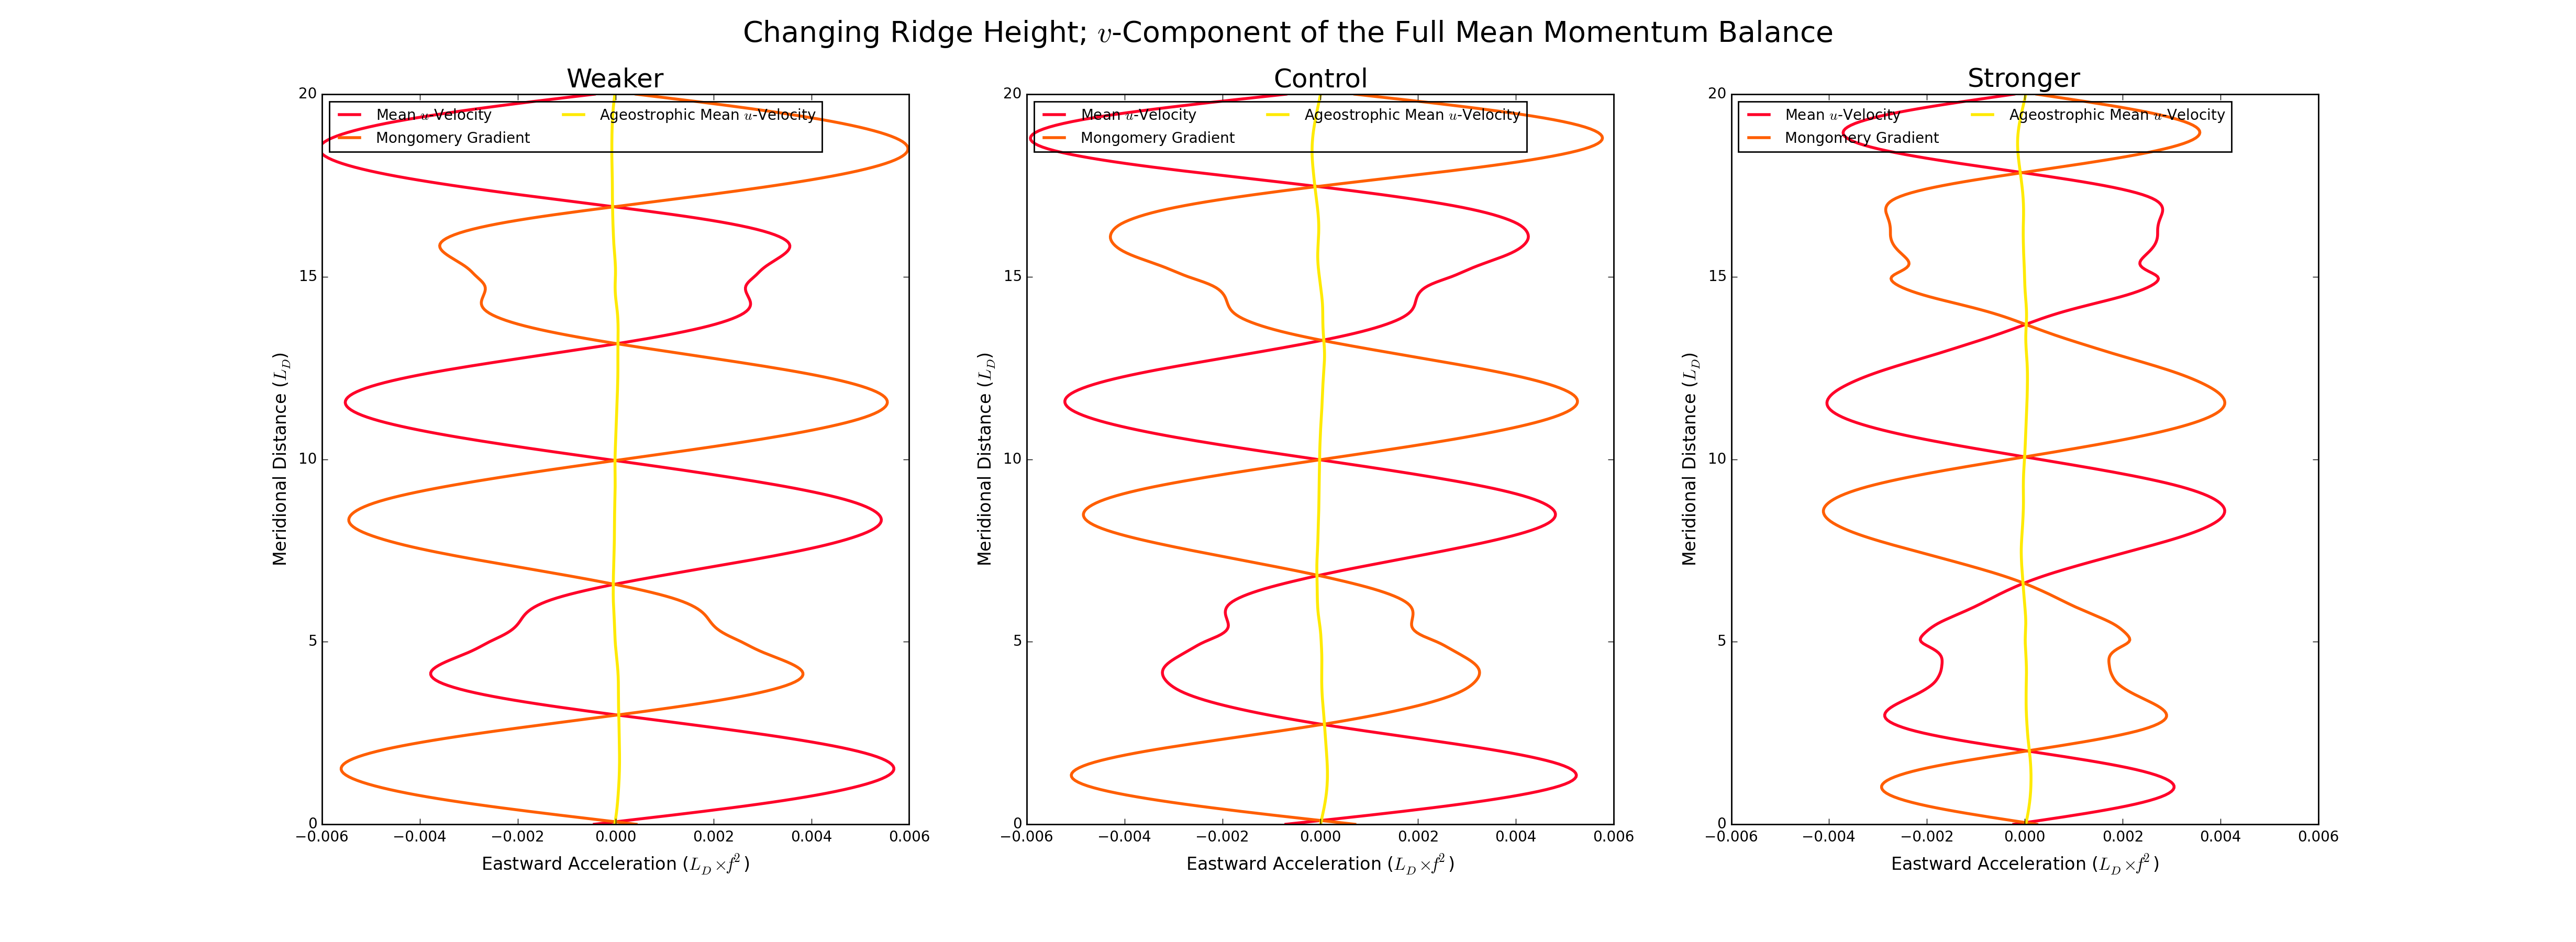 Changing Ridge Height; v-Component of the Full Mean Momentum Balance
Weaker
Mean u-Velocity
Mongomery Gradient
Ageostrophic Mean u-Velocity
20
15
10
5
0
Meridional Distance (L_D)
−0.006 −0.004 −0.002 0.000 0.002 0.004 0.006
Eastward Acceleration (L_D×f²)
Control
Mean u-Velocity
Mongomery Gradient
Ageostrophic Mean u-Velocity
20
15
10
5
0
Meridional Distance (L_D)
−0.006 −0.004 −0.002 0.000 0.002 0.004 0.006
Eastward Acceleration (L_D×f²)
Stronger
Mean u-Velocity
Mongomery Gradient
Ageostrophic Mean u-Velocity
20
15
10
5
0
Meridional Distance (L_D)
−0.006 −0.004 −0.002 0.000 0.002 0.004 0.006
Eastward Acceleration (L_D×f²)